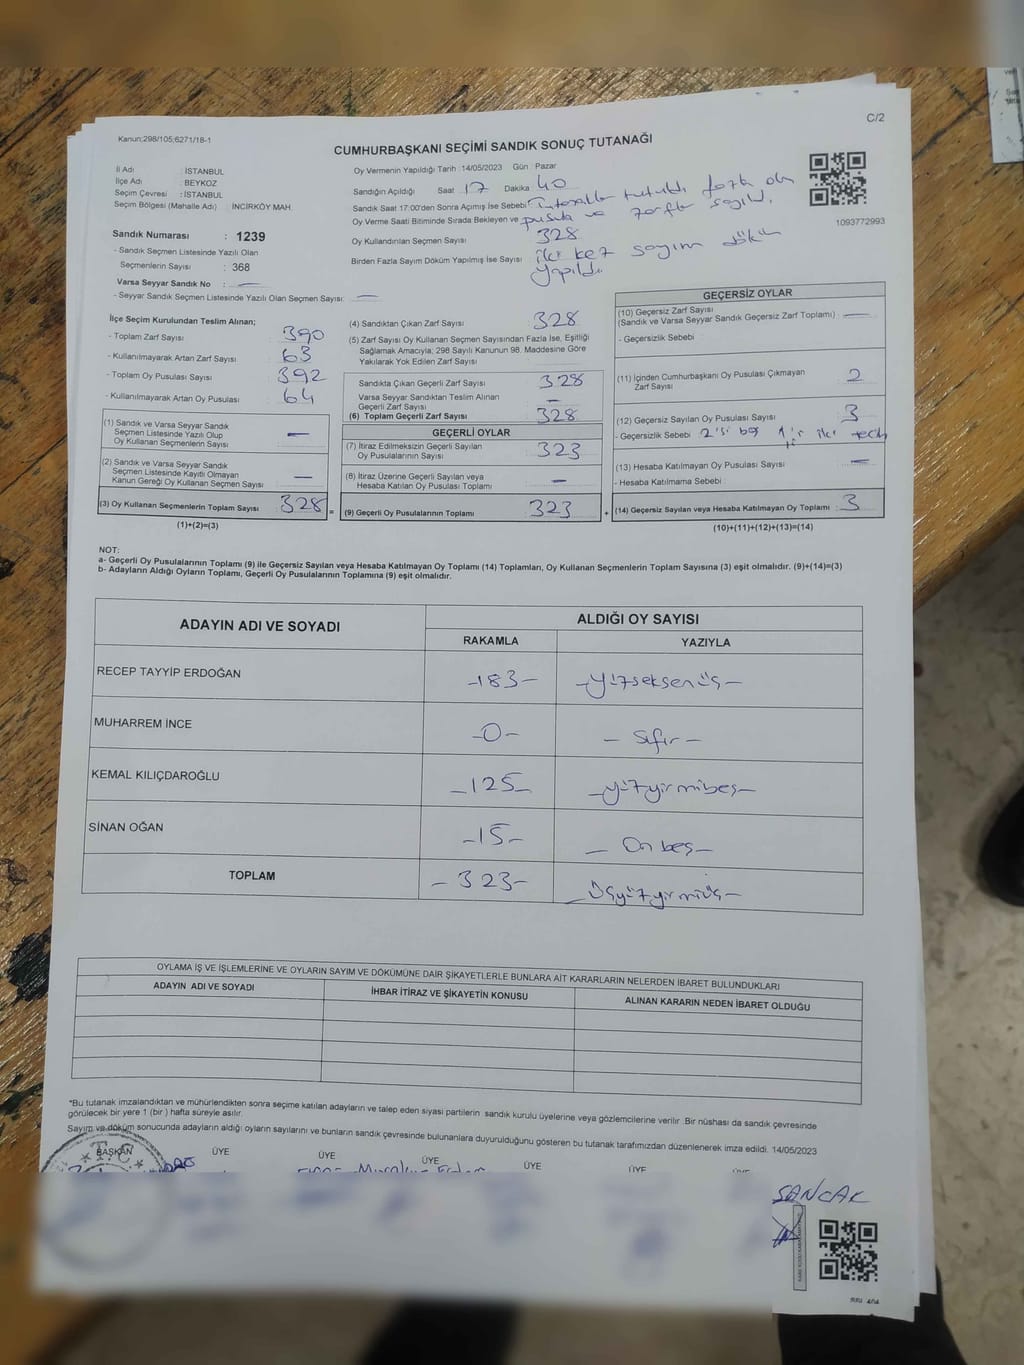 C/2
Kanun;298/105;6271/18-1
CUMHURBAŞKANI SEÇİMİ SANDIK SONUÇ TUTANAĞI
İl Adı : İSTANBUL
İlçe Adı : BEYKOZ
Seçim Çevresi : İSTANBUL
Seçim Bölgesi (Mahalle Adı) : İNCİRKÖY MAH.
Sandık Numarası : 1239
- Sandık Seçmen Listesinde Yazılı Olan
Seçmenlerin Sayısı : 368
Varsa Seyyar Sandık No : —
- Seyyar Sandık Seçmen Listesinde Yazılı Olan Seçmen Sayısı: —
Oy Vermenin Yapıldığı Tarih :14/05/2023 Gün : Pazar
Sandığın Açıldığı Saat 17 Dakika 40
Sandık Saat 17:00'den Sonra Açımış İse Sebebi: tutuldu
Oy Verme Saati Bitiminde Sırada Bekleyen ve pusula ve zarflar sayıldı.
Oy Kullandırılan Seçmen Sayısı 328
Birden Fazla Sayım Döküm Yapılmış İse Sayısı : iki kez sayım döküm
yapıldı.
1093772993
İlçe Seçim Kurulundan Teslim Alınan;
- Toplam Zarf Sayısı : 390
- Kullanılmayarak Artan Zarf Sayısı : 63
- Toplam Oy Pusulası Sayısı : 392
- Kullanılmayarak Artan Oy Pusulası : 64
(1) Sandık ve Varsa Seyyar Sandık
Seçmen Listesinde Yazılı Olup
Oy Kullanan Seçmenlerin Sayısı : —
(2) Sandık ve Varsa Seyyar Sandık
Seçmen Listesinde Kayıtlı Olmayan
Kanun Gereği Oy Kullanan Seçmen Sayısı : —
(3) Oy Kullanan Seçmenlerin Toplam Sayısı : 328 =
(1)+(2)=(3)
(4) Sandıktan Çıkan Zarf Sayısı : 328
(5) Zarf Sayısı Oy Kullanan Seçmen Sayısından Fazla İse, Eşitliği
Sağlamak Amacıyla; 298 Sayılı Kanunun 98. Maddesine Göre
Yakılarak Yok Edilen Zarf Sayısı :
Sandıkta Çıkan Geçerli Zarf Sayısı : 328
Varsa Seyyar Sandıktan Teslim Alınan
Geçerli Zarf Sayısı : —
(6) Toplam Geçerli Zarf Sayısı : 328
GEÇERLİ OYLAR
(7) İtiraz Edilmeksizin Geçerli Sayılan
Oy Pusulalarının Sayısı : 323
(8) İtiraz Üzerine Geçerli Sayılan veya
Hesaba Katılan Oy Pusulası Toplamı : —
(9) Geçerli Oy Pusulalarının Toplamı : 323 +
GEÇERSİZ OYLAR
(10) Geçersiz Zarf Sayısı
(Sandık ve Varsa Seyyar Sandık Geçersiz Zarf Toplamı) : —
- Geçersizlik Sebebi :
(11) İçinden Cumhurbaşkanı Oy Pusulası Çıkmayan
Zarf Sayısı : 2
(12) Geçersiz Sayılan Oy Pusulası Sayısı : 3
- Geçersizlik Sebebi : 2'si boş 1'i iki tercih
(13) Hesaba Katılmayan Oy Pusulası Sayısı : —
- Hesaba Katılmama Sebebi :
(14) Geçersiz Sayılan veya Hesaba Katılmayan Oy Toplamı : 3
(10)+(11)+(12)+(13)=(14)
NOT:
a- Geçerli Oy Pusulalarının Toplamı (9) ile Geçersiz Sayılan veya Hesaba Katılmayan Oy Toplamı (14) Toplamları, Oy Kullanan Seçmenlerin Toplam Sayısına (3) eşit olmalıdır. (9)+(14)=(3)
b- Adayların Aldığı Oyların Toplamı, Geçerli Oy Pusulalarının Toplamına (9) eşit olmalıdır.
ADAYIN ADI VE SOYADI ALDIĞI OY SAYISI
RAKAMLA YAZIYLA
RECEP TAYYİP ERDOĞAN -183- -yüzseksenüç-
MUHARREM İNCE -0- - Sıfır -
KEMAL KILIÇDAROĞLU -125- -yüzyirmibeş-
SİNAN OĞAN -15- - On beş -
TOPLAM -323- -Üçyüzyirmiüç-
OYLAMA İŞ VE İŞLEMLERİNE VE OYLARIN SAYIM VE DÖKÜMÜNE DAİR ŞİKAYETLERLE BUNLARA AİT KARARLARIN NELERDEN İBARET BULUNDUKLARI
ADAYIN ADI VE SOYADI İHBAR İTİRAZ VE ŞİKAYETİN KONUSU ALINAN KARARIN NEDEN İBARET OLDUĞU
*Bu tutanak imzalandıktan ve mühürlendikten sonra seçime katılan adayların ve talep eden siyasi partilerin sandık kurulu üyelerine veya gözlemcilerine verilir. Bir nüshası da sandık çevresinde
görülecek bir yere 1 (bir ) hafta süreyle asılır.
Sayım ve döküm sonucunda adayların aldığı oyların sayılarını ve bunların sandık çevresinde bulunanlara duyurulduğunu gösteren bu tutanak tarafımızdan düzenlenerek imza edildi. 14/05/2023
BAŞKAN ÜYE ÜYE ÜYE ÜYE ÜYE ÜYE
T.C
SANCAK